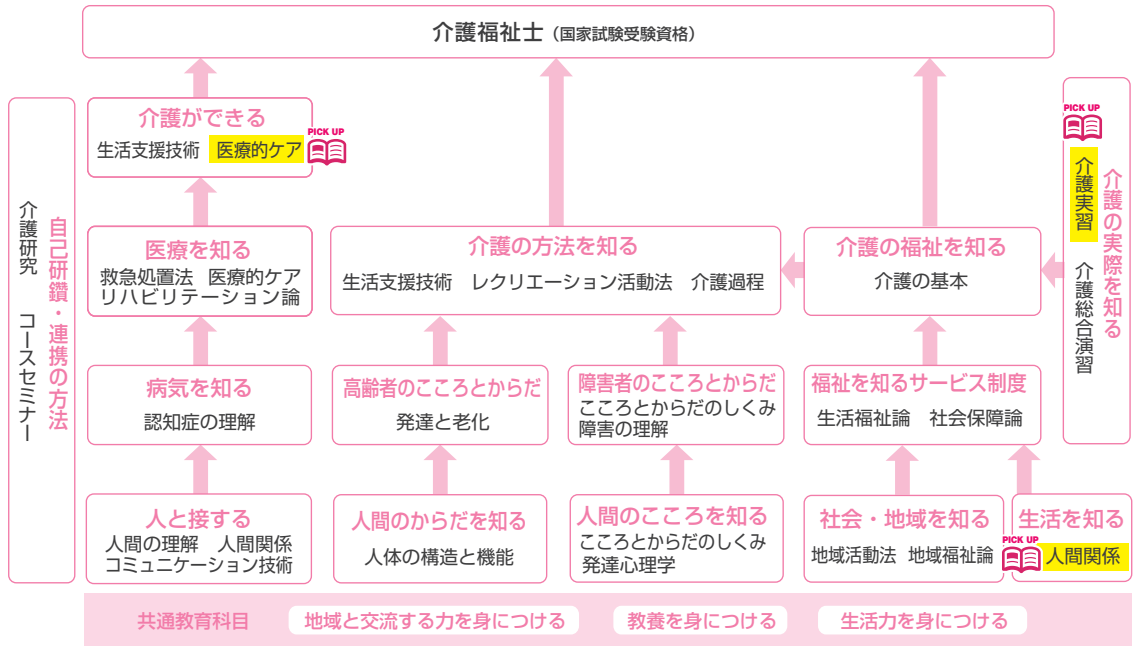 介護福祉士（国家試験受験資格）
自己研鑽・連携の方法
介護研究　コースセミナー
介護ができる
生活支援技術　医療的ケア
PICK UP
医療を知る
救急処置法　医療的ケア
リハビリテーション論
介護の方法を知る
生活支援技術　レクリエーション活動法　介護過程
介護の福祉を知る
介護の基本
PICK UP
介護の実際を知る
介護実習　介護総合演習
病気を知る
認知症の理解
高齢者のこころとからだ
発達と老化
障害者のこころとからだ
こころとからだのしくみ
障害の理解
福祉を知るサービス制度
生活福祉論　社会保障論
人と接する
人間の理解　人間関係
コミュニケーション技術
人間のからだを知る
人体の構造と機能
人間のこころを知る
こころとからだのしくみ
発達心理学
社会・地域を知る
地域活動法　地域福祉論
生活を知る
PICK UP
人間関係
共通教育科目　地域と交流する力を身につける　教養を身につける　生活力を身につける